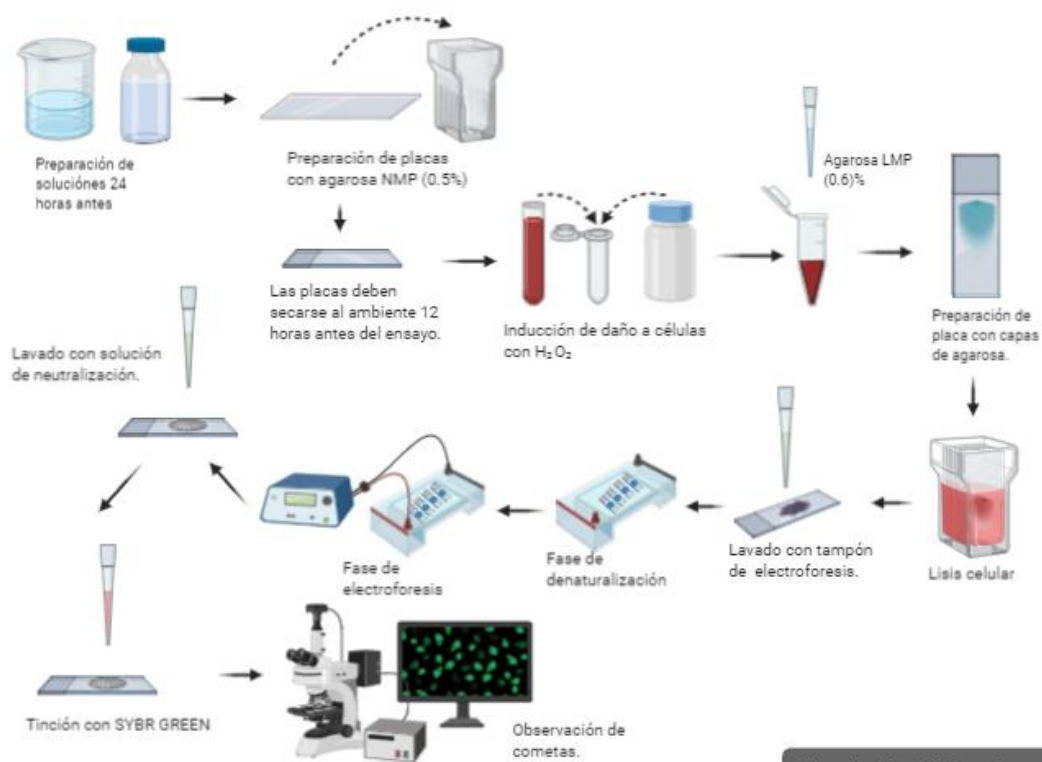 Preparación de
soluciónes 24
horas antes
Preparación de placas
con agarosa NMP (0.5%)
Agarosa LMP
(0.6)%
Las placas deben
secarse al ambiente 12
horas antes del ensayo.
Inducción de daño a células
con H₂O₂
Preparación de
placa con capas
de agarosa.
Lavado con solución
de neutralización.
Fase de
electroforesis
Fase de
denaturalización
Lavado con tampón
de electroforesis.
Lisis celular
Tinción con SYBR GREEN
Observación de
cometas.